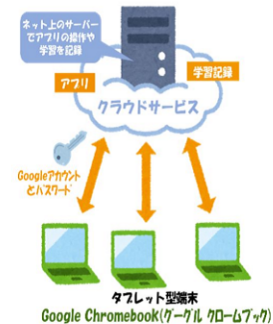 ネット上のサーバー
でアプリの操作や
学習を記録
アプリ
学習記録
クラウドサービス
Googleアカウント
とパスワード
タブレット型端末
Google Chromebook(グーグル クロームブック)